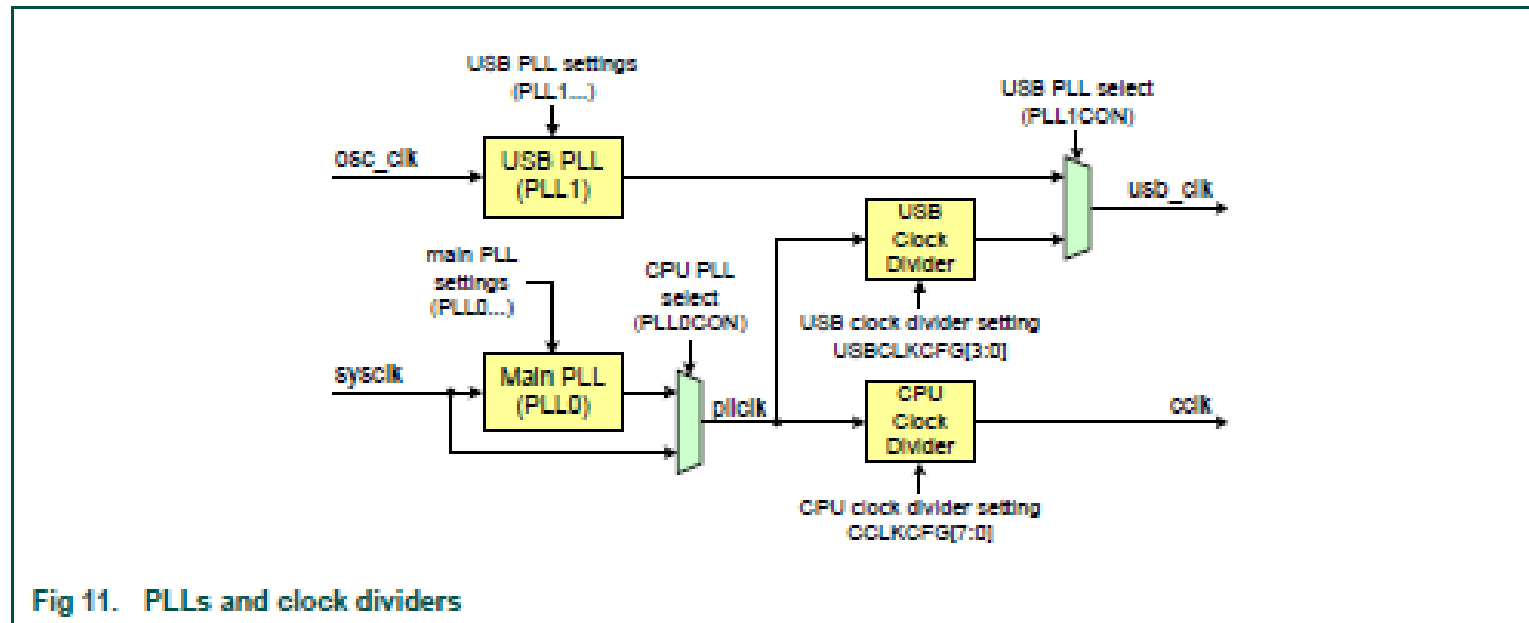 USB PLL settings
(PLL1...)
USB PLL select
(PLL1CON)
osc_clk
USB PLL
(PLL1)
usb_clk
USB
Clock
Divider
main PLL
settings
(PLL0...)
CPU PLL
select
(PLL0CON)
USB clock divider setting
USBCLKCFG[3:0]
sysclk
Main PLL
(PLL0)
pllclk
CPU
Clock
Divider
cclk
CPU clock divider setting
CCLKCFG[7:0]
Fig 11. PLLs and clock dividers